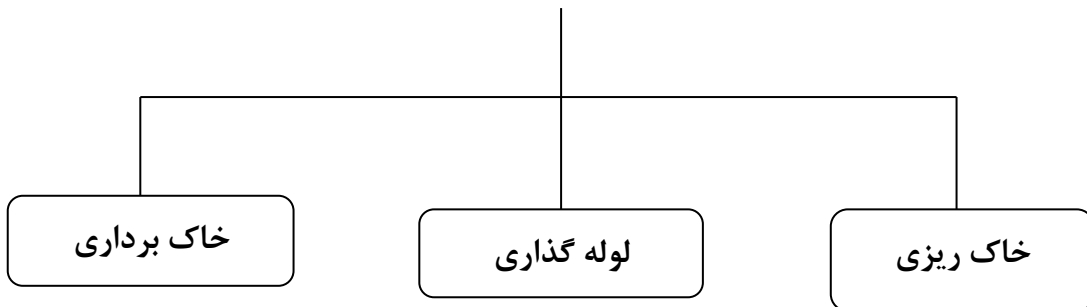 خاک ریزی
لوله گذاری
خاک برداری